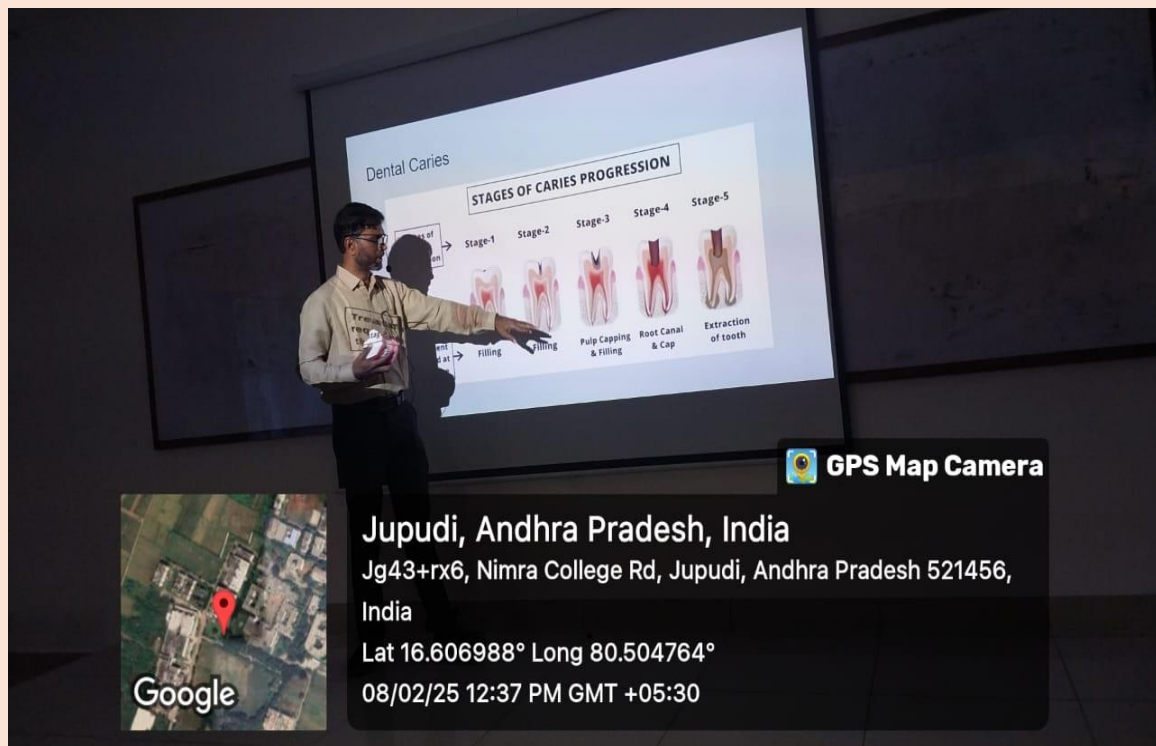 Dental Caries
STAGES OF CARIES PROGRESSION
Stage-1 Stage-2 Stage-3 Stage-4 Stage-5
Filling Filling Pulp Capping & Filling Root Canal & Cap Extraction of tooth
GPS Map Camera
Jupudi, Andhra Pradesh, India
Jg43+rx6, Nimra College Rd, Jupudi, Andhra Pradesh 521456,
India
Lat 16.606988° Long 80.504764°
08/02/25 12:37 PM GMT +05:30
Google